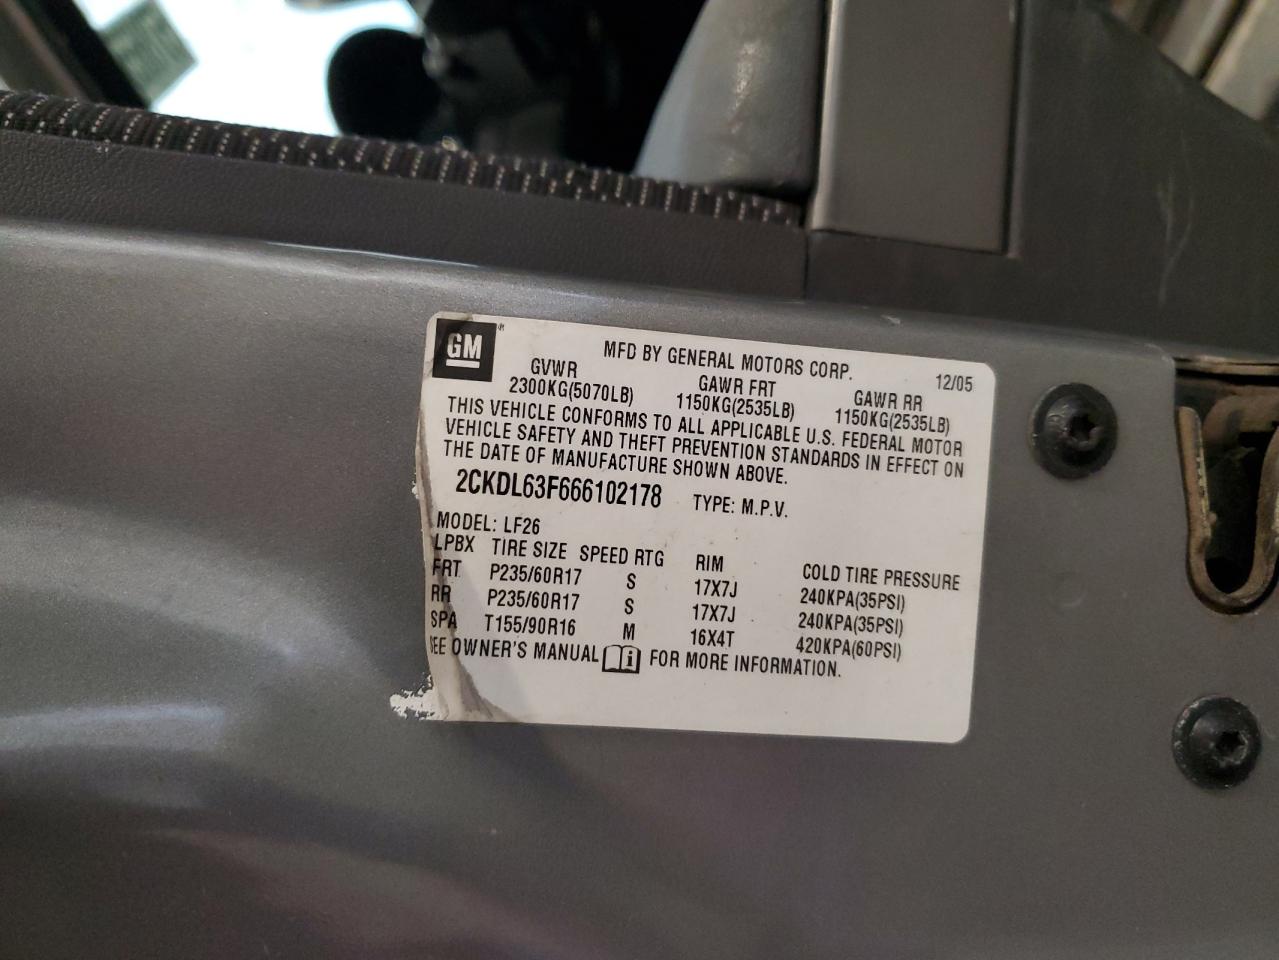 GM
MFD BY GENERAL MOTORS CORP. 12/05
GVWR GAWR FRT GAWR RR
2300KG(5070LB) 1150KG(2535LB) 1150KG(2535LB)
THIS VEHICLE CONFORMS TO ALL APPLICABLE U.S. FEDERAL MOTOR
VEHICLE SAFETY AND THEFT PREVENTION STANDARDS IN EFFECT ON
THE DATE OF MANUFACTURE SHOWN ABOVE.
2CKDL63F666102178 TYPE: M.P.V.
MODEL: LF26
LPBX TIRE SIZE SPEED RTG RIM COLD TIRE PRESSURE
FRT P235/60R17 S 17X7J 240KPA(35PSI)
RR P235/60R17 S 17X7J 240KPA(35PSI)
SPA T155/90R16 M 16X4T 420KPA(60PSI)
SEE OWNER'S MANUAL FOR MORE INFORMATION.